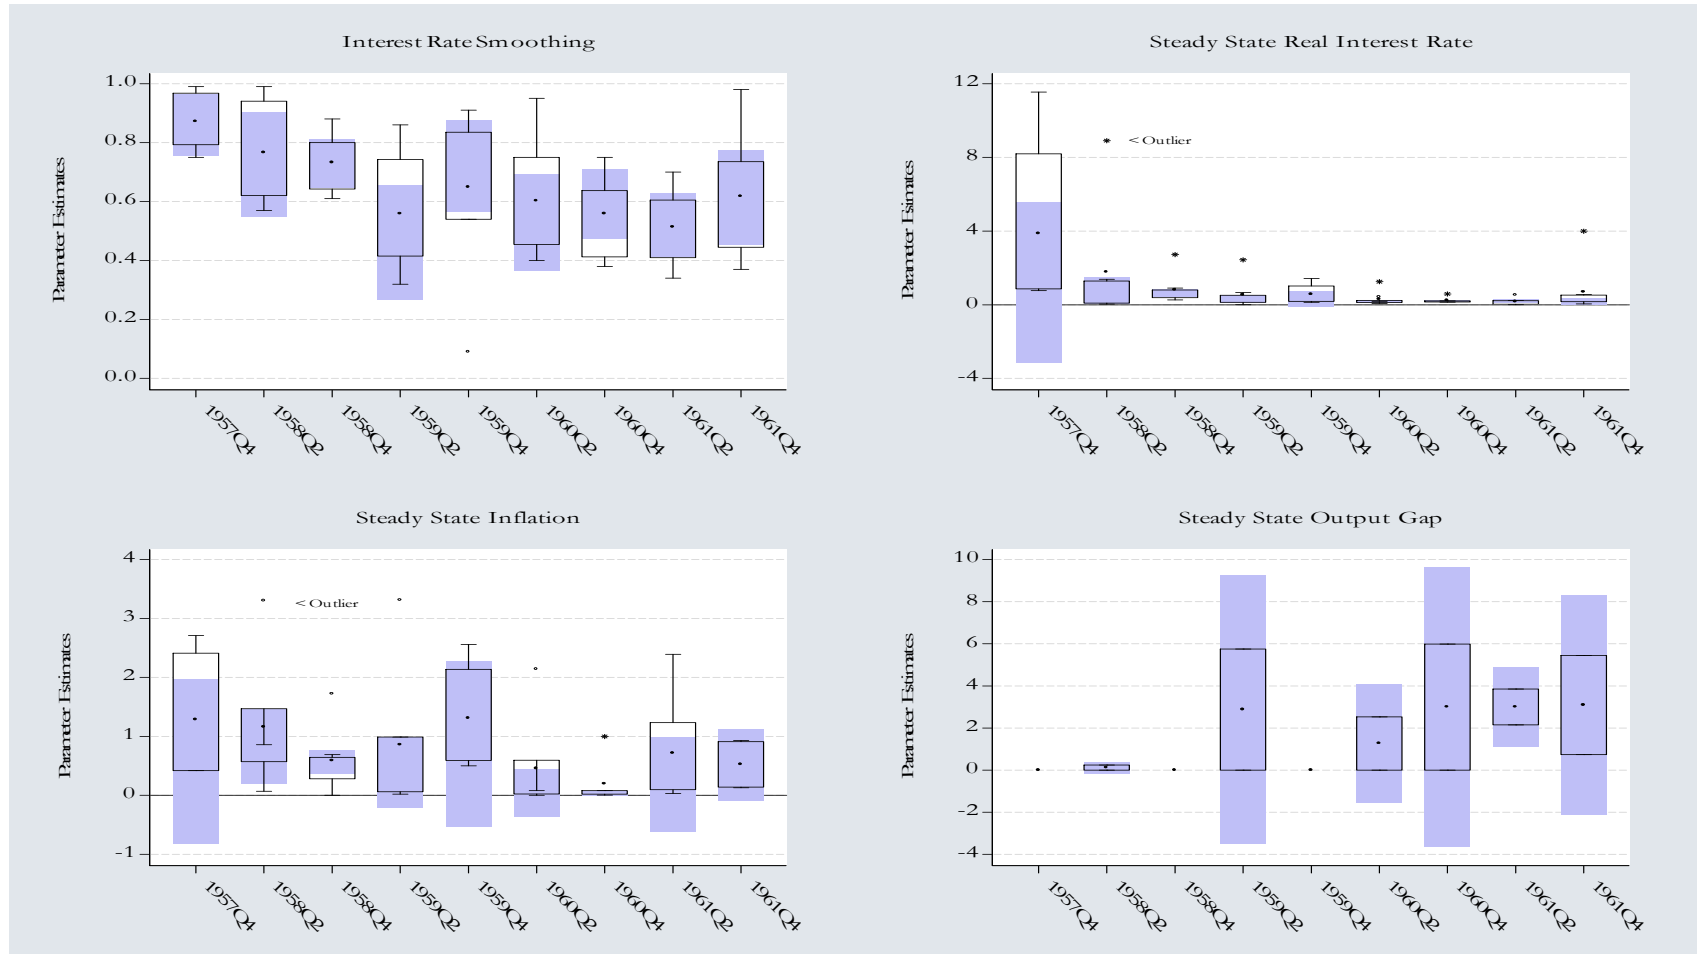 Interest Rate Smoothing
Parameter Estimates
1.0
0.8
0.6
0.4
0.2
0.0
1957Q4
1958Q2
1958Q4
1959Q2
1959Q4
1960Q2
1960Q4
1961Q2
1961Q4
Steady State Real Interest Rate
Parameter Esimates
12
8
4
0
-4
< Outlier
1957Q4
1958Q2
1958Q4
1959Q2
1959Q4
1960Q2
1960Q4
1961Q2
1961Q4
Steady State Inflation
Parameter Estimates
4
3
2
1
0
-1
< Outlier
1957Q4
1958Q2
1958Q4
1959Q2
1959Q4
1960Q2
1960Q4
1961Q2
1961Q4
Steady State Output Gap
Parameter Estimates
10
8
6
4
2
0
-2
-4
1957Q4
1958Q2
1958Q4
1959Q2
1959Q4
1960Q2
1960Q4
1961Q2
1961Q4